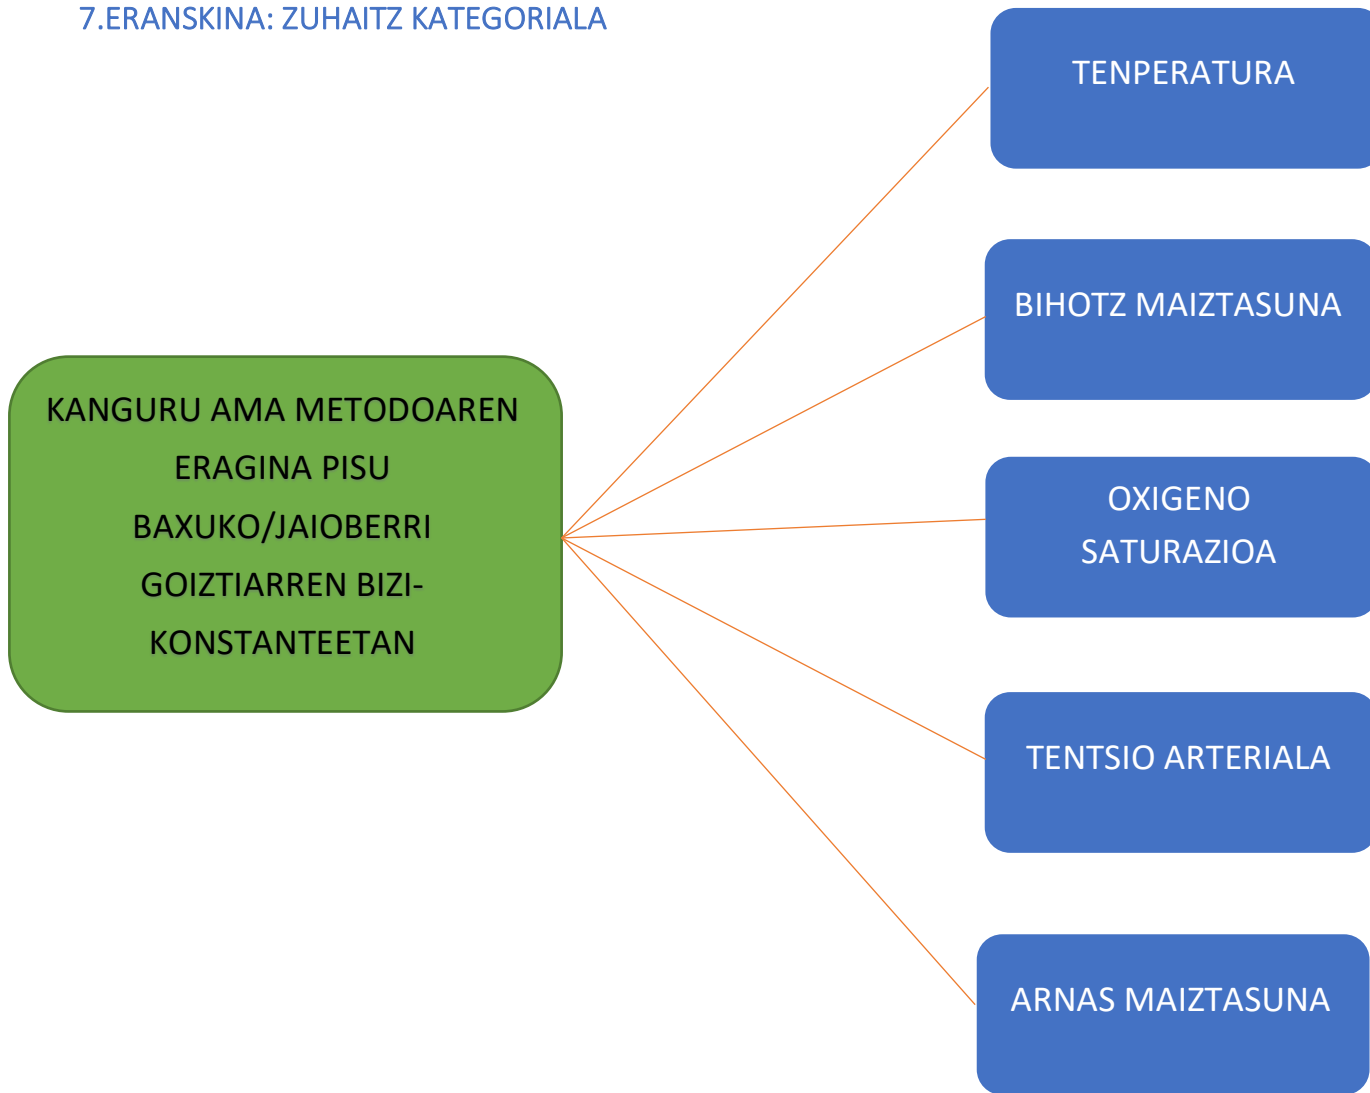 7.ERANSKINA: ZUHAITZ KATEGORIALA
TENPERATURA
BIHOTZ MAIZTASUNA
KANGURU AMA METODOAREN
ERAGINA PISU
BAXUKO/JAIOBERRI
GOIZTIARREN BIZI-
KONSTANTEETAN
OXIGENO
SATURAZIOA
TENTSIO ARTERIALA
ARNAS MAIZTASUNA